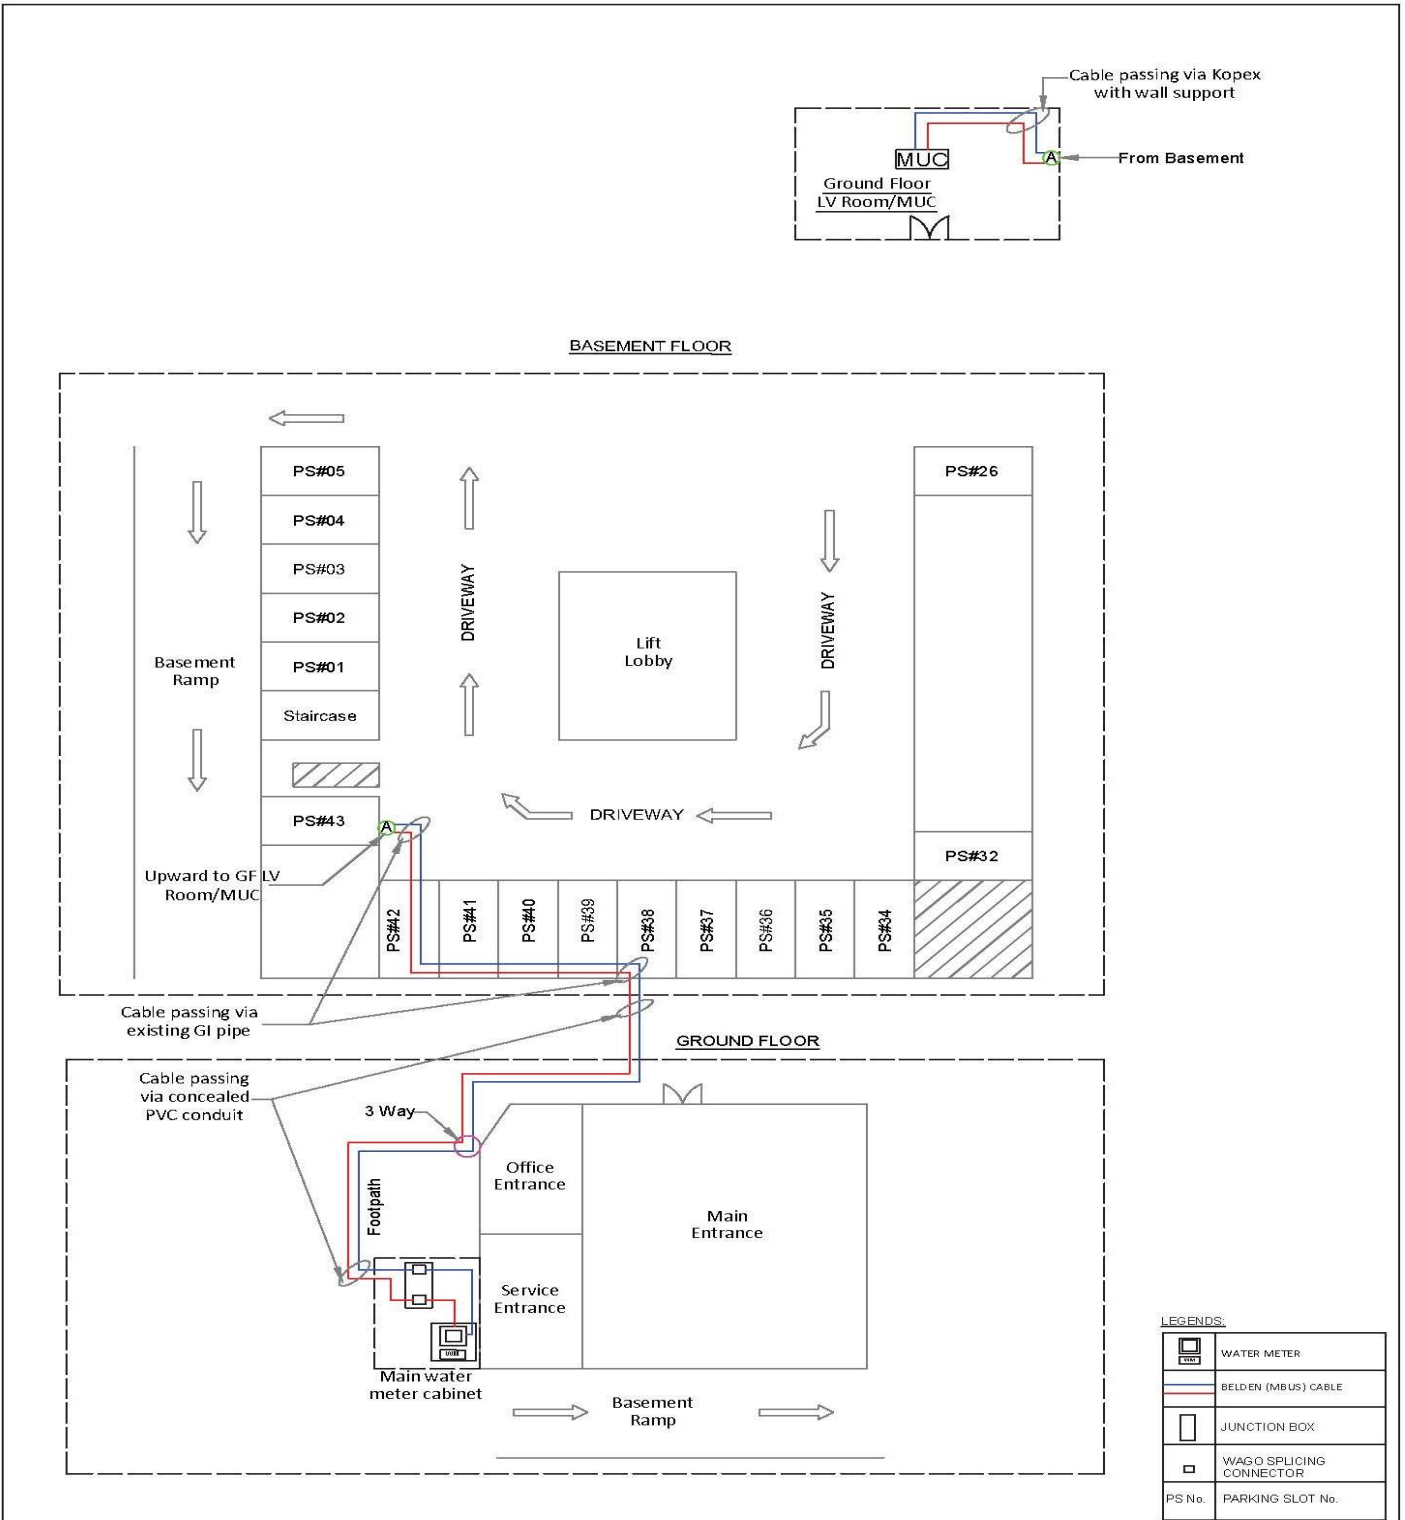 Cable passing via Kopex
with wall support
MUC
A
From Basement
Ground Floor
LV Room/MUC
BASEMENT FLOOR
PS#05
PS#26
PS#04
PS#03
PS#02
PS#01
Staircase
Basement
Ramp
DRIVEWAY
Lift
Lobby
DRIVEWAY
DRIVEWAY
PS#43
A
PS#32
Upward to GF LV
Room/MUC
PS#42
PS#41
PS#40
PS#39
PS#38
PS#37
PS#36
PS#35
PS#34
Cable passing via
existing GI pipe
GROUND FLOOR
Cable passing
via concealed
PVC conduit
3 Way
Office
Entrance
Footpath
Main
Entrance
Service
Entrance
WM
Main water
meter cabinet
Basement
Ramp
LEGENDS:
WM
WATER METER
BELDEN (MBUS) CABLE
JUNCTION BOX
WAGO SPLICING
CONNECTOR
PS No. PARKING SLOT No.